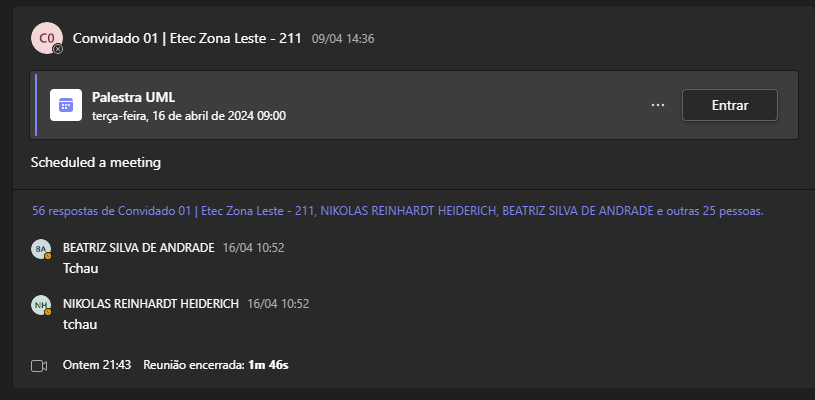 C0
Convidado 01 | Etec Zona Leste - 211 09/04 14:36
Palestra UML
terça-feira, 16 de abril de 2024 09:00
... Entrar
Scheduled a meeting
56 respostas de Convidado 01 | Etec Zona Leste - 211, NIKOLAS REINHARDT HEIDERICH, BEATRIZ SILVA DE ANDRADE e outras 25 pessoas.
BA
BEATRIZ SILVA DE ANDRADE 16/04 10:52
Tchau
NH
NIKOLAS REINHARDT HEIDERICH 16/04 10:52
tchau
Ontem 21:43 Reunião encerrada: 1m 46s